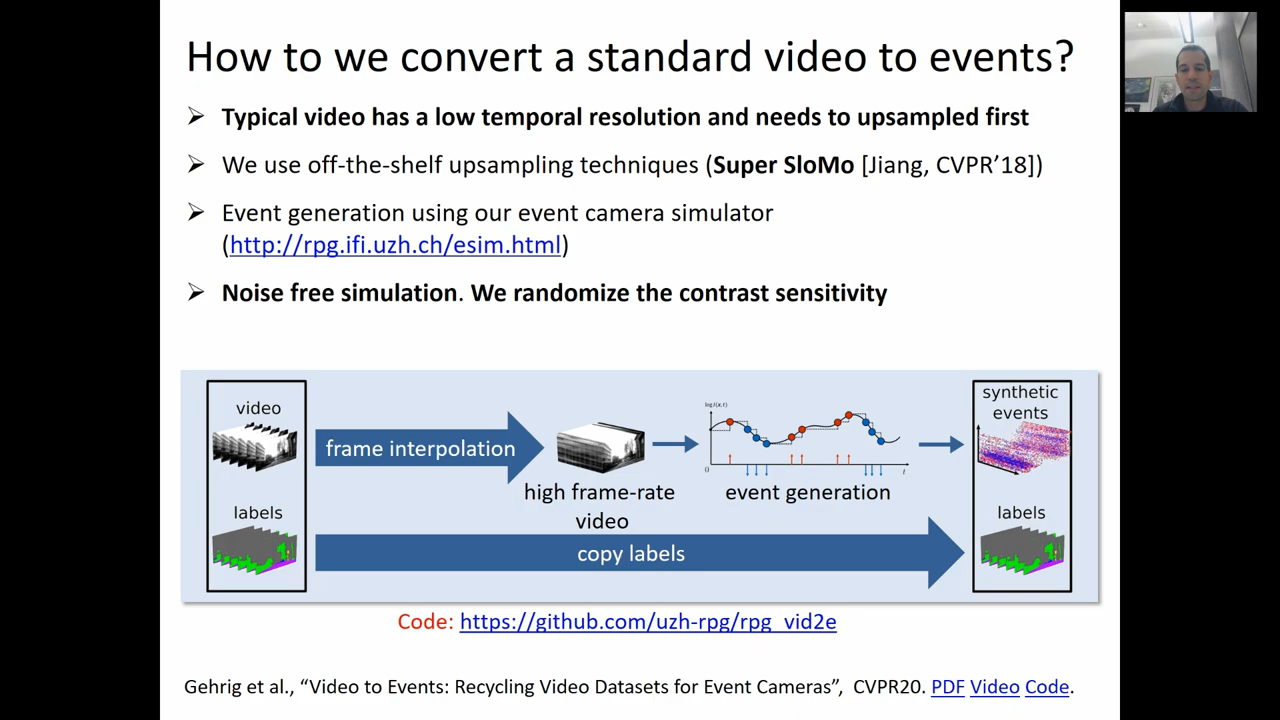 How to we convert a standard video to events?
➢ Typical video has a low temporal resolution and needs to upsampled first
➢ We use off-the-shelf upsampling techniques (Super SloMo [Jiang, CVPR’18])
➢ Event generation using our event camera simulator
(http://rpg.ifi.uzh.ch/esim.html)
➢ Noise free simulation. We randomize the contrast sensitivity
video
frame interpolation
high frame-rate
video
log I(x, t)
0
t
event generation
synthetic
events
labels
copy labels
labels
Code: https://github.com/uzh-rpg/rpg_vid2e
Gehrig et al., “Video to Events: Recycling Video Datasets for Event Cameras”, CVPR20. PDF Video Code.